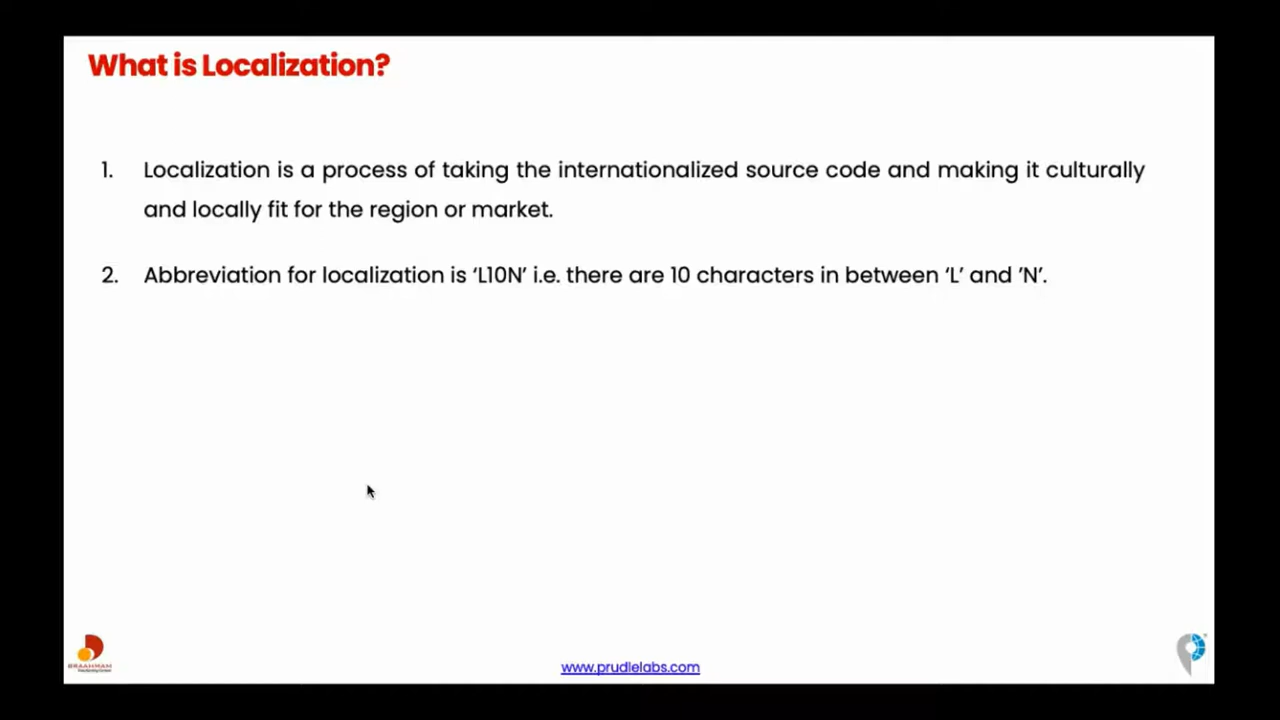 What is Localization?
1. Localization is a process of taking the internationalized source code and making it culturally
and locally fit for the region or market.
2. Abbreviation for localization is ‘L10N’ i.e. there are 10 characters in between ‘L’ and ’N’.
BRAAHMAM
www.prudlelabs.com